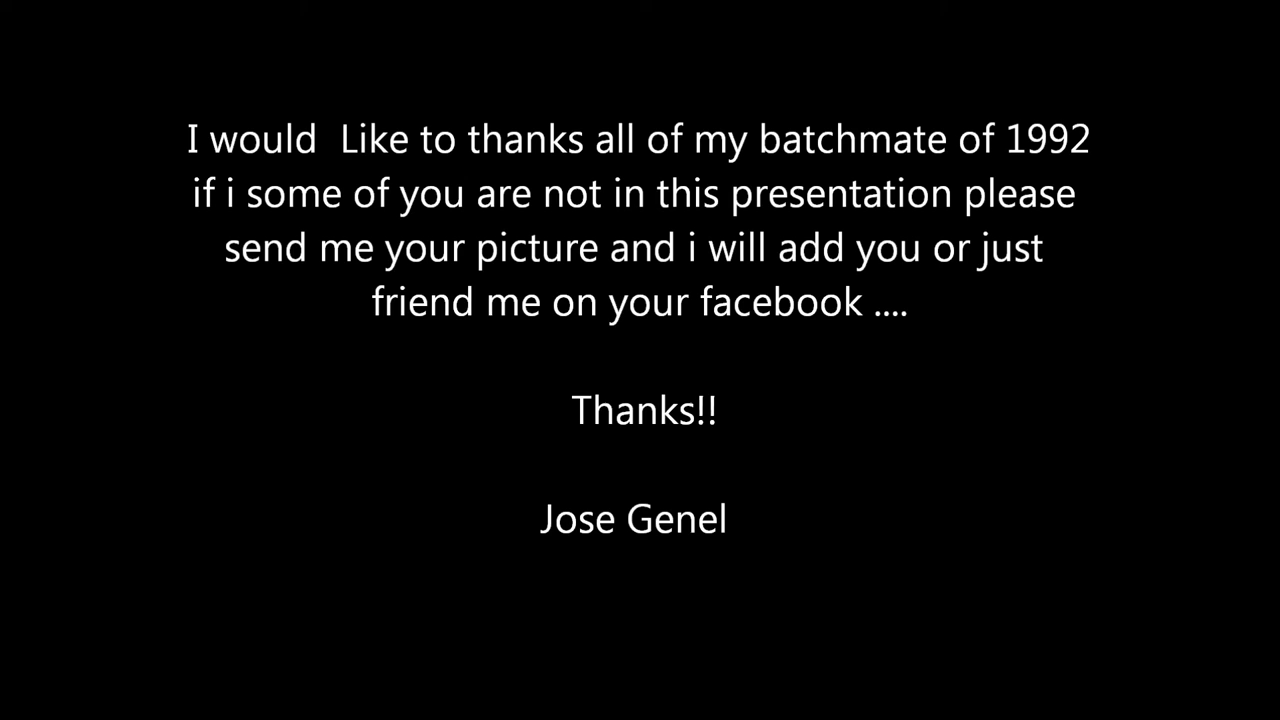 I would  Like to thanks all of my batchmate of 1992
if i some of you are not in this presentation please
send me your picture and i will add you or just
friend me on your facebook ....
Thanks!!
Jose Genel